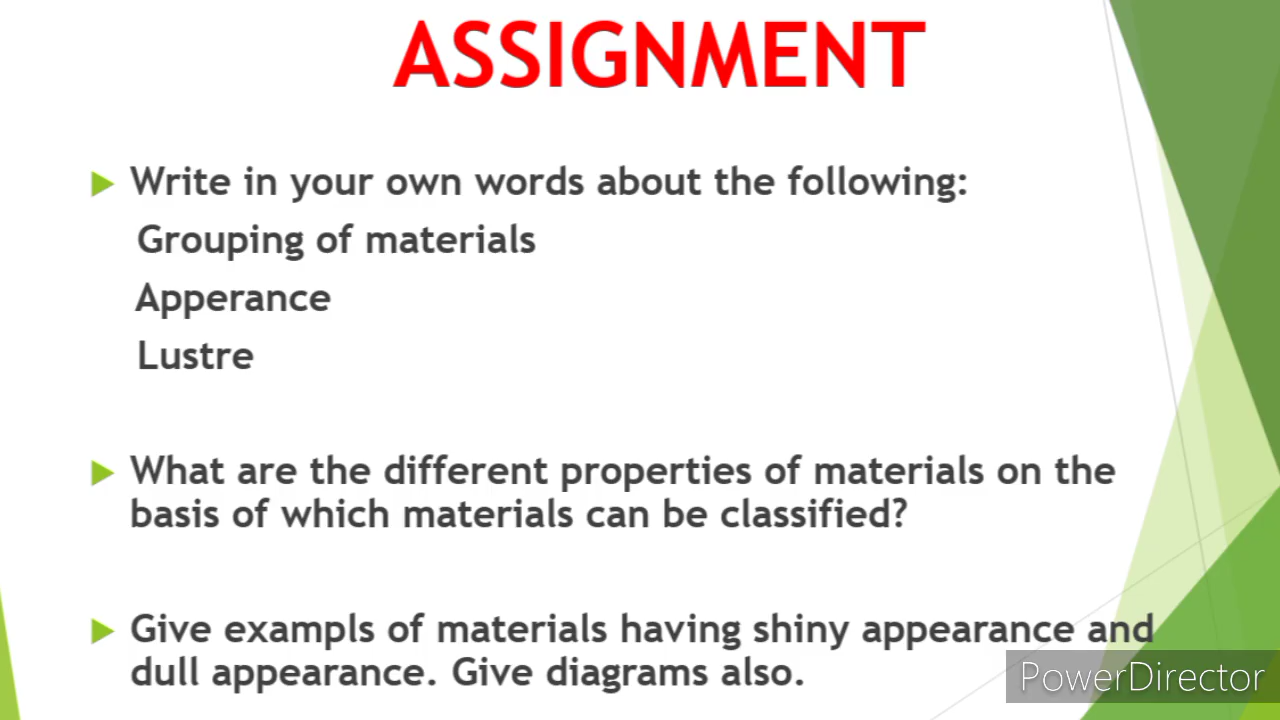 ASSIGNMENT
Write in your own words about the following:
Grouping of materials
Apperance
Lustre
What are the different properties of materials on the
basis of which materials can be classified?
Give exampls of materials having shiny appearance and
dull appearance. Give diagrams also.
PowerDirector